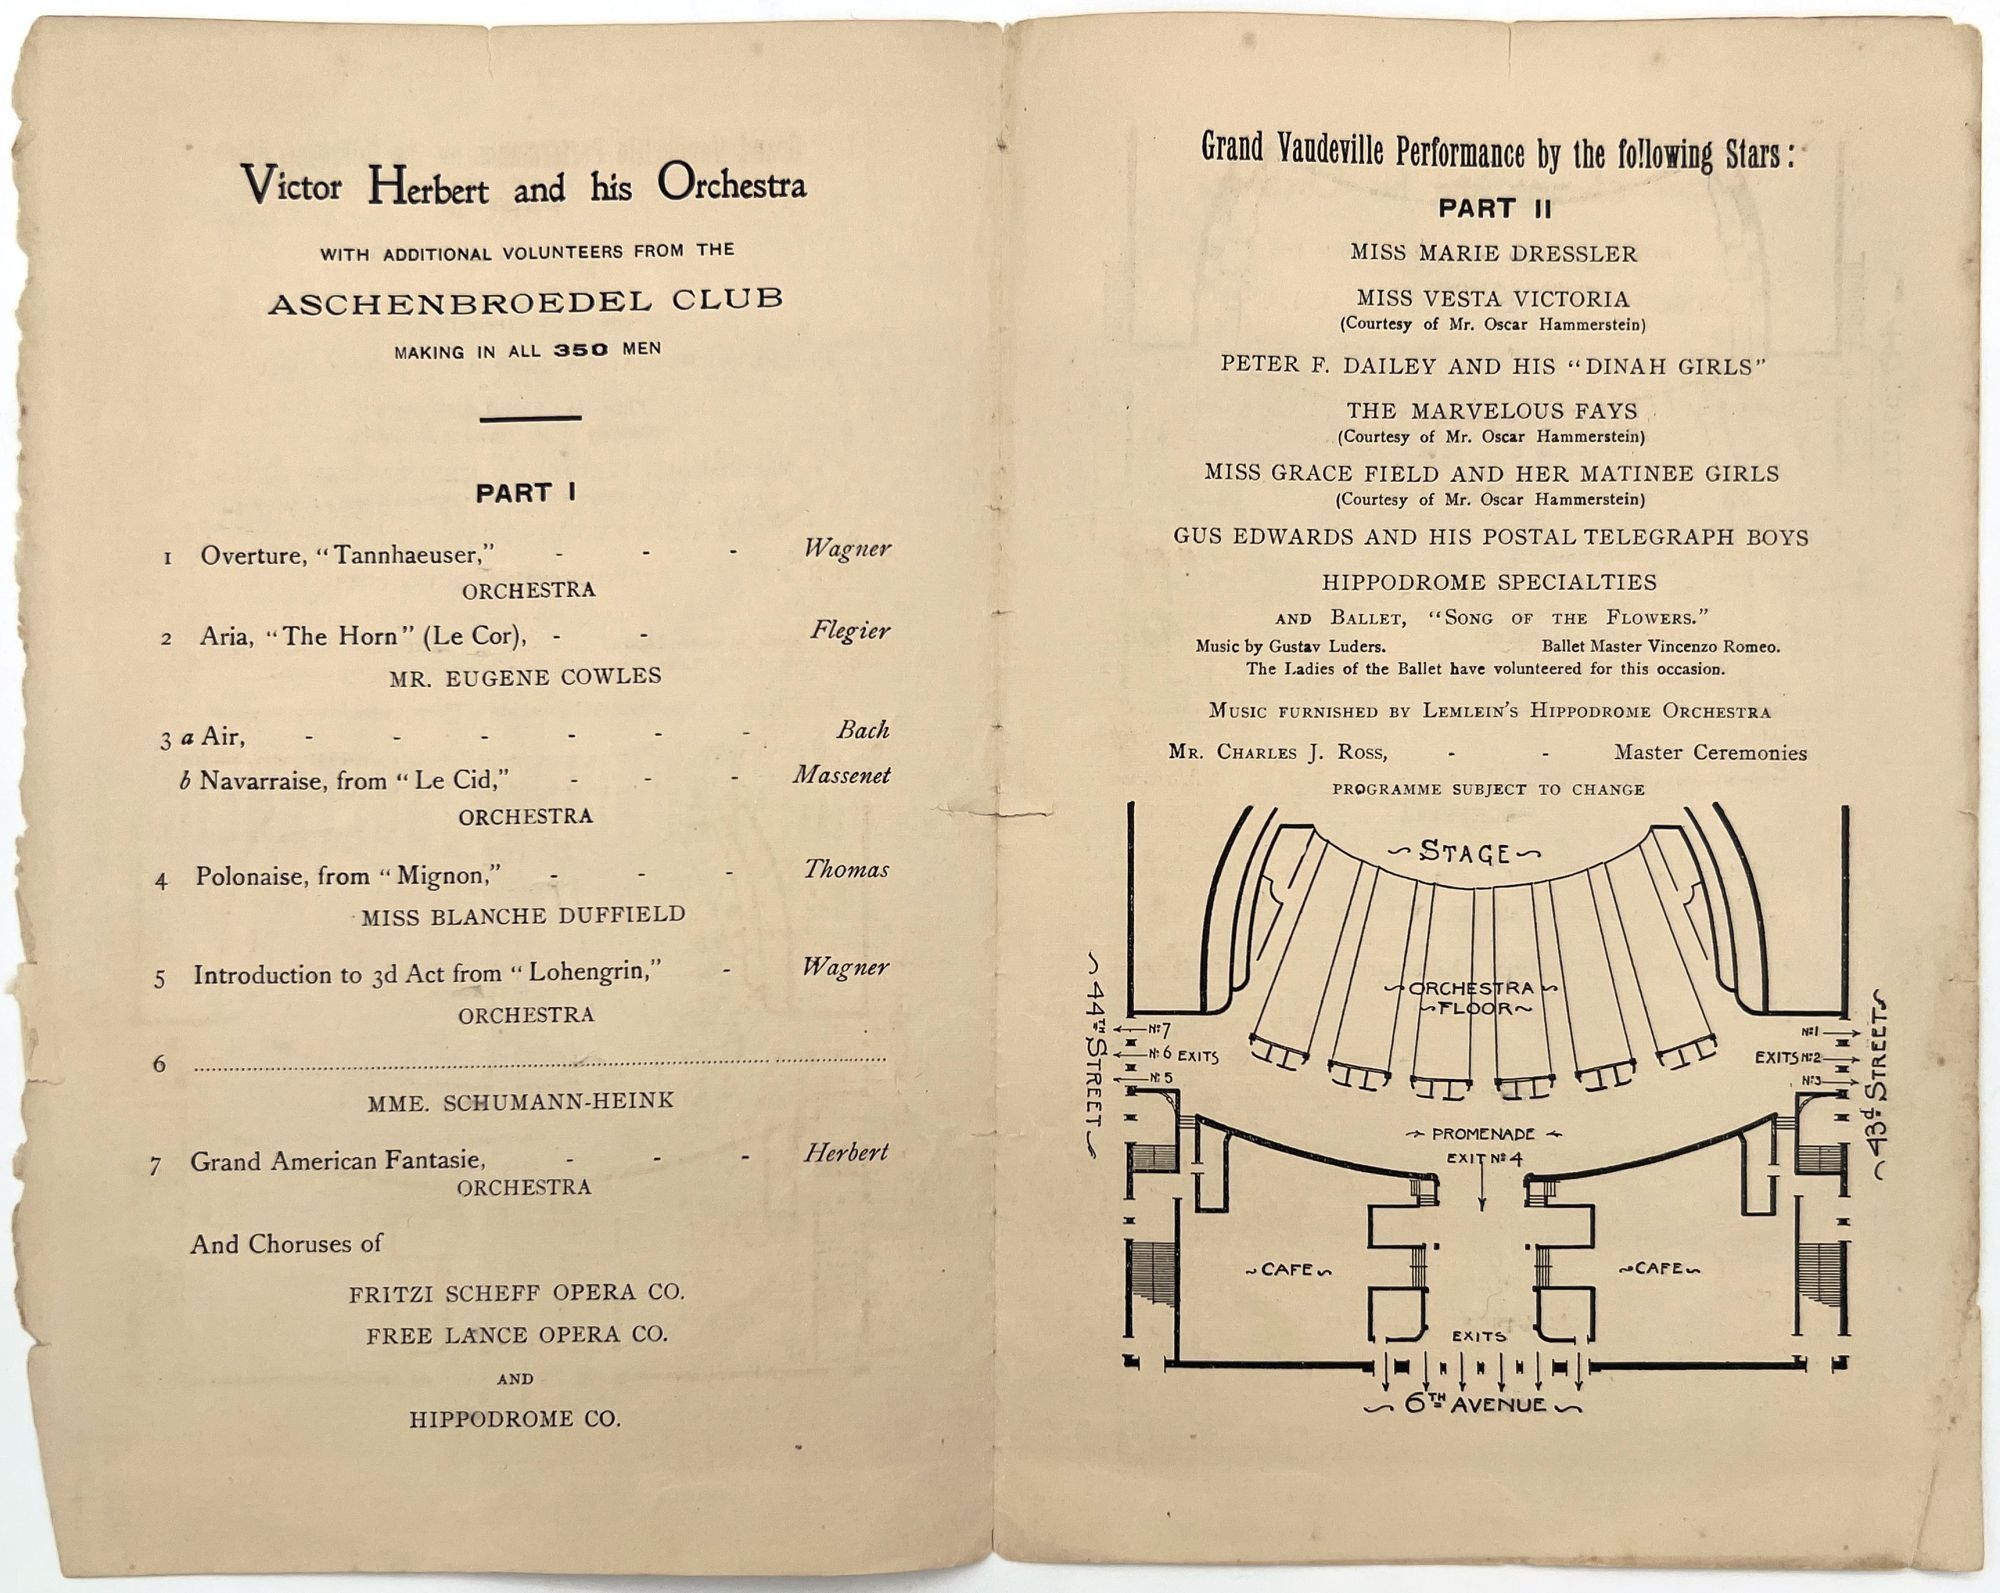 Victor Herbert and his Orchestra
WITH ADDITIONAL VOLUNTEERS FROM THE
ASCHENBROEDEL CLUB
MAKING IN ALL 350 MEN
PART I
1 Overture, "Tannhaeuser," - - - Wagner
ORCHESTRA
2 Aria, "The Horn" (Le Cor), - - Flegier
MR. EUGENE COWLES
3 a Air, - - - - - - Bach
b Navarraise, from "Le Cid," - - - Massenet
ORCHESTRA
4 Polonaise, from "Mignon," - - - Thomas
MISS BLANCHE DUFFIELD
5 Introduction to 3d Act from "Lohengrin," - Wagner
ORCHESTRA
6 ........................................
MME. SCHUMANN-HEINK
7 Grand American Fantasie, - - - Herbert
ORCHESTRA
And Choruses of
FRITZI SCHEFF OPERA CO.
FREE LANCE OPERA CO.
AND
HIPPODROME CO.
Grand Vaudeville Performance by the following Stars:
PART II
MISS MARIE DRESSLER
MISS VESTA VICTORIA
(Courtesy of Mr. Oscar Hammerstein)
PETER F. DAILEY AND HIS "DINAH GIRLS"
THE MARVELOUS FAYS
(Courtesy of Mr. Oscar Hammerstein)
MISS GRACE FIELD AND HER MATINEE GIRLS
(Courtesy of Mr. Oscar Hammerstein)
GUS EDWARDS AND HIS POSTAL TELEGRAPH BOYS
HIPPODROME SPECIALTIES
AND BALLET, "SONG OF THE FLOWERS."
Music by Gustav Luders. Ballet Master Vincenzo Romeo.
The Ladies of the Ballet have volunteered for this occasion.
MUSIC FURNISHED BY LEMLEIN'S HIPPODROME ORCHESTRA
MR. CHARLES J. ROSS, - - Master Ceremonies
PROGRAMME SUBJECT TO CHANGE
~STAGE~
~ORCHESTRA~
~FLOOR~
~44TH STREET~
No 7
No 6 EXITS
No 5
No 1
EXITS No 2
No 3
~43d STREET~
PROMENADE
EXIT No 4
~CAFE~
~CAFE~
EXITS
~6TH AVENUE~